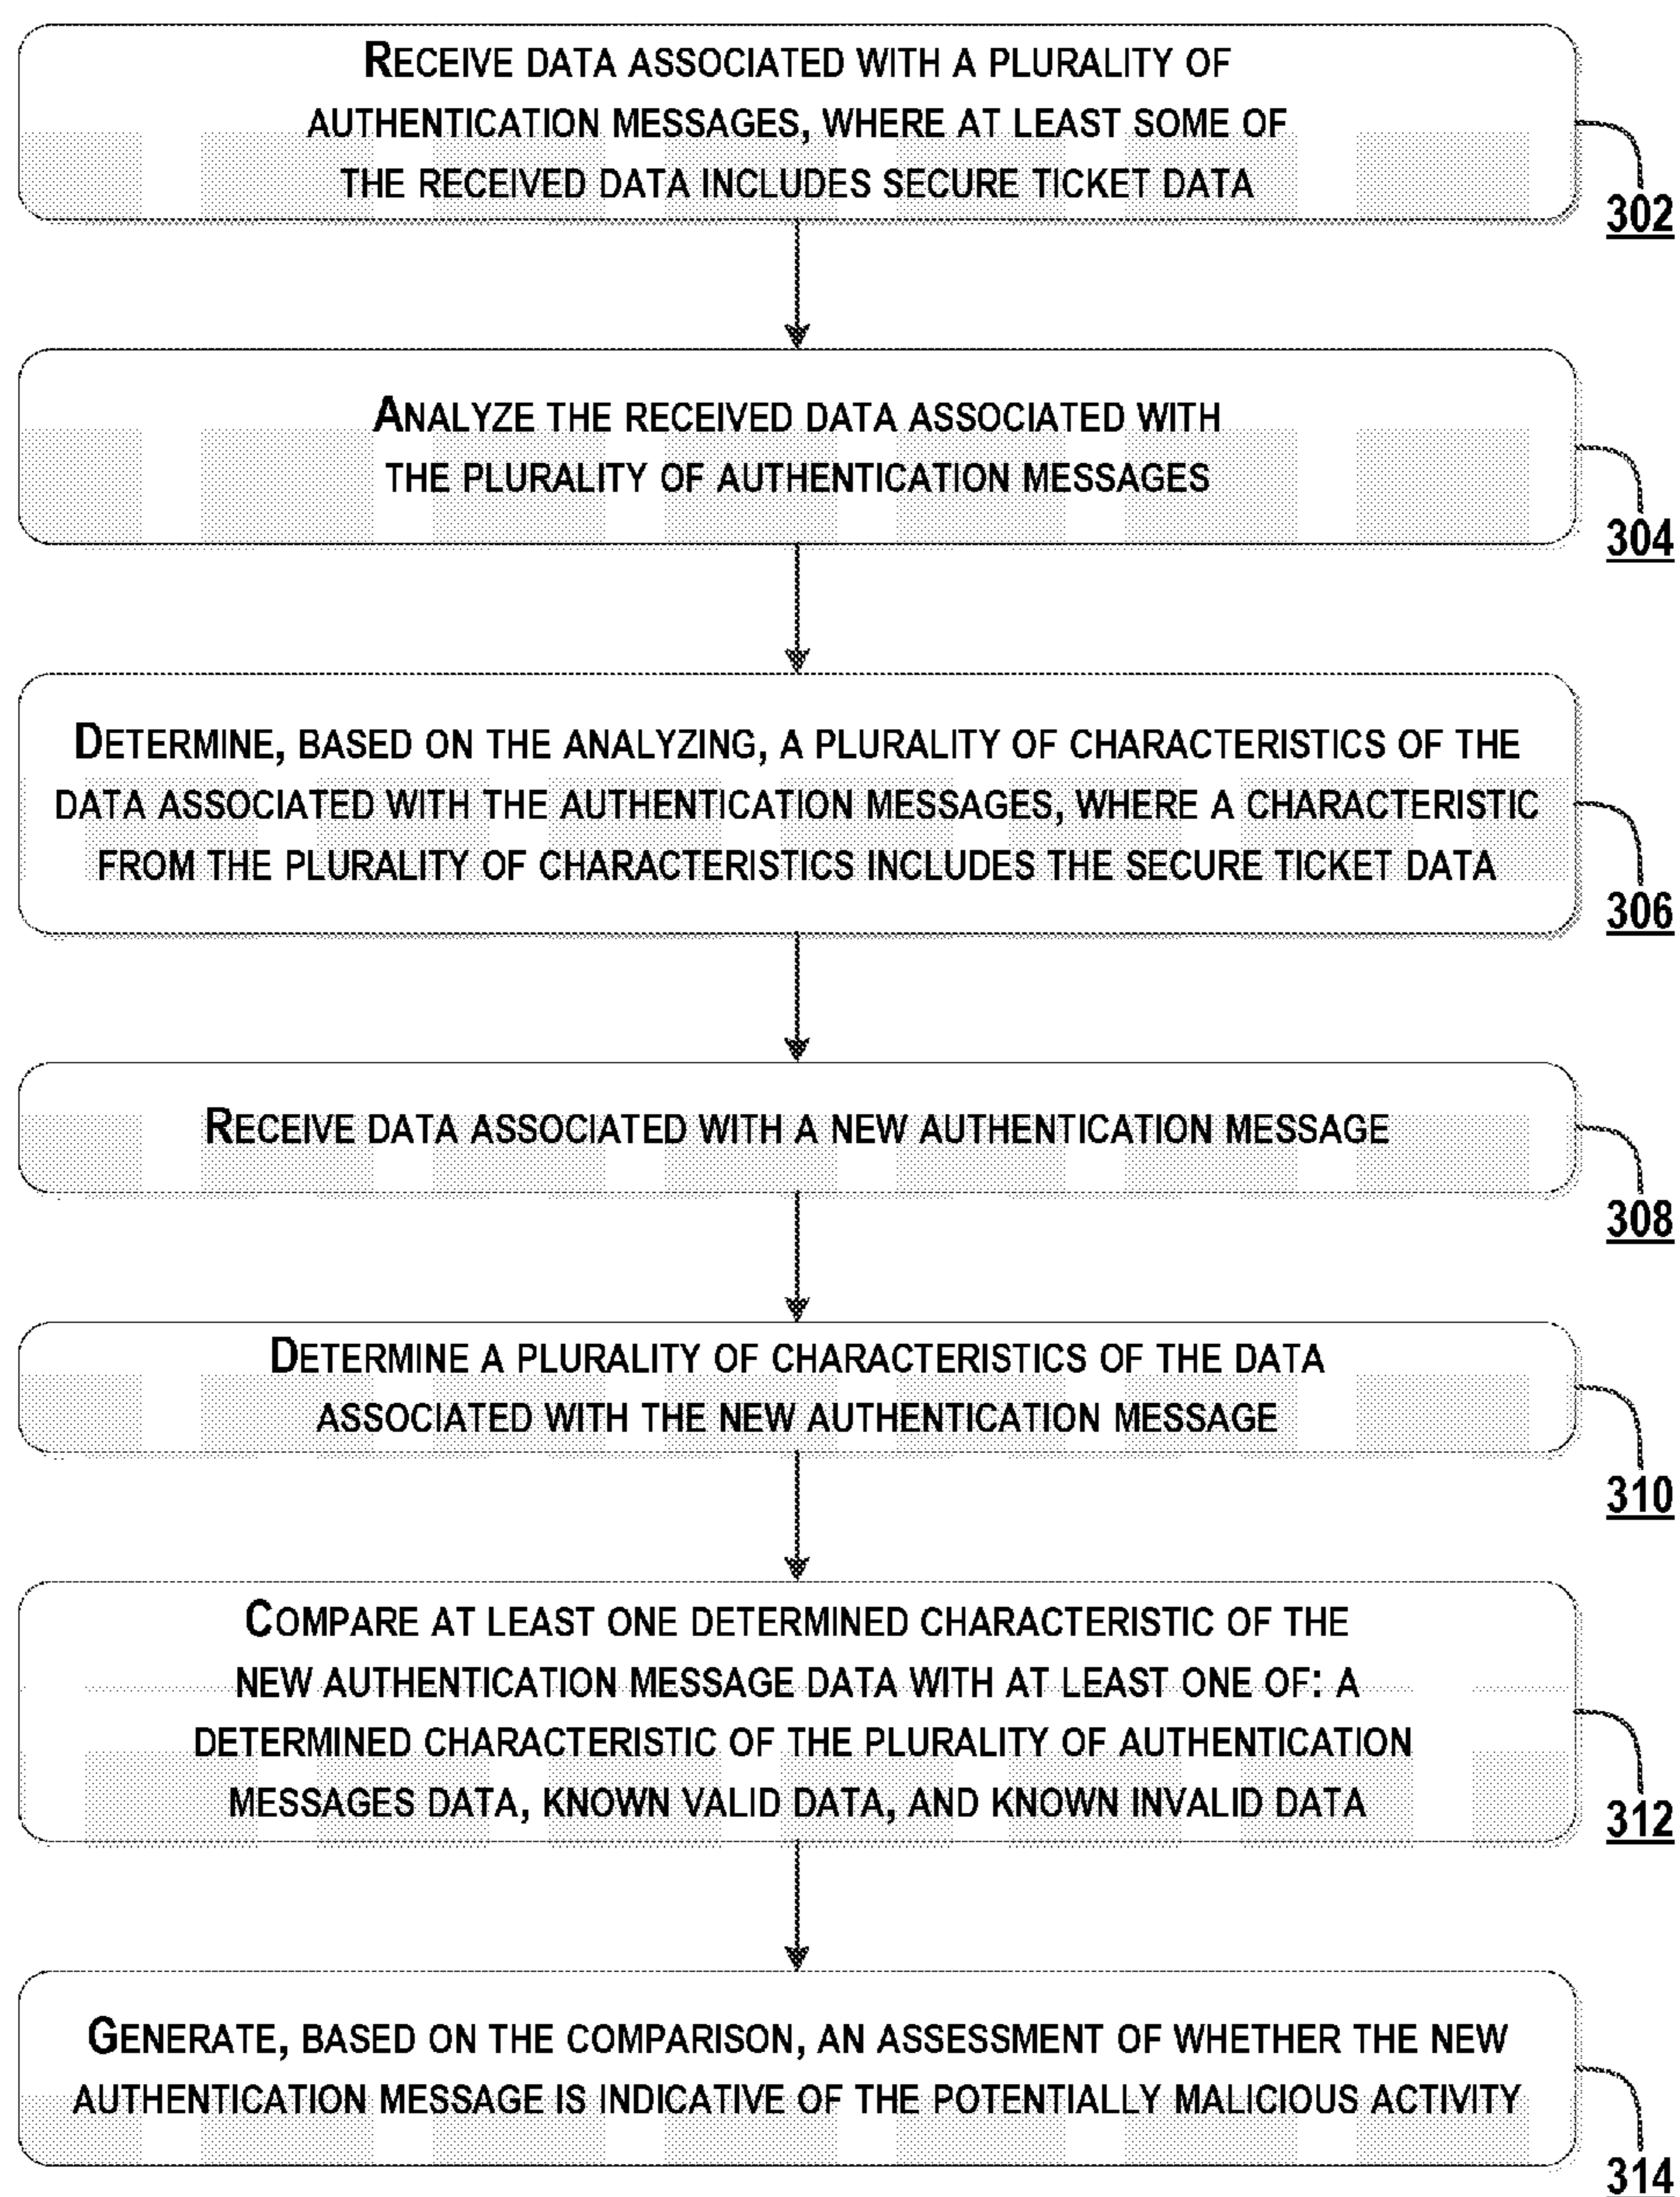 RECEIVE DATA ASSOCIATED WITH A PLURALITY OF
AUTHENTICATION MESSAGES, WHERE AT LEAST SOME OF
THE RECEIVED DATA INCLUDES SECURE TICKET DATA
302
ANALYZE THE RECEIVED DATA ASSOCIATED WITH
THE PLURALITY OF AUTHENTICATION MESSAGES
304
DETERMINE, BASED ON THE ANALYZING, A PLURALITY OF CHARACTERISTICS OF THE
DATA ASSOCIATED WITH THE AUTHENTICATION MESSAGES, WHERE A CHARACTERISTIC
FROM THE PLURALITY OF CHARACTERISTICS INCLUDES THE SECURE TICKET DATA
306
RECEIVE DATA ASSOCIATED WITH A NEW AUTHENTICATION MESSAGE
308
DETERMINE A PLURALITY OF CHARACTERISTICS OF THE DATA
ASSOCIATED WITH THE NEW AUTHENTICATION MESSAGE
310
COMPARE AT LEAST ONE DETERMINED CHARACTERISTIC OF THE
NEW AUTHENTICATION MESSAGE DATA WITH AT LEAST ONE OF: A
DETERMINED CHARACTERISTIC OF THE PLURALITY OF AUTHENTICATION
MESSAGES DATA, KNOWN VALID DATA, AND KNOWN INVALID DATA
312
GENERATE, BASED ON THE COMPARISON, AN ASSESSMENT OF WHETHER THE NEW
AUTHENTICATION MESSAGE IS INDICATIVE OF THE POTENTIALLY MALICIOUS ACTIVITY
314